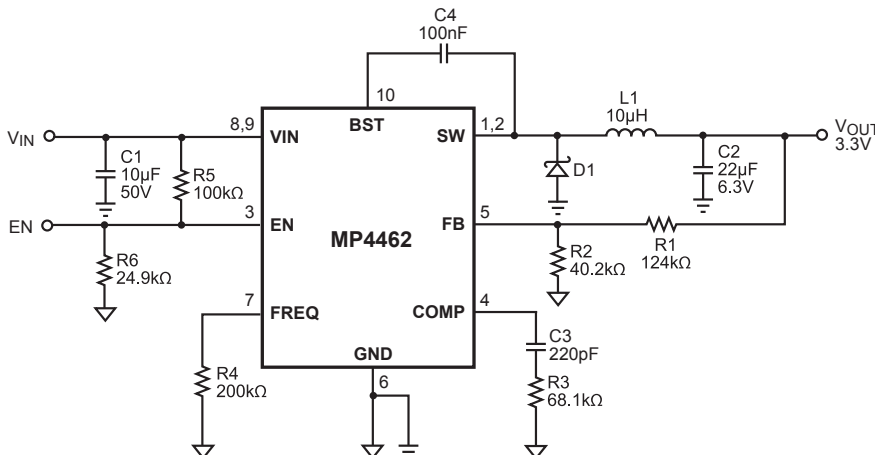 C4
100nF
10
8,9
BST
1,2
L1
10µH
VIN
VIN
SW
VOUT
3.3V
C1
10µF
50V
R5
100kΩ
D1
C2
22µF
6.3V
EN
3
EN
MP4462
FB
5
R1
124kΩ
R6
24.9kΩ
R2
40.2kΩ
7
FREQ
COMP
4
C3
220pF
GND
6
R4
200kΩ
R3
68.1kΩ